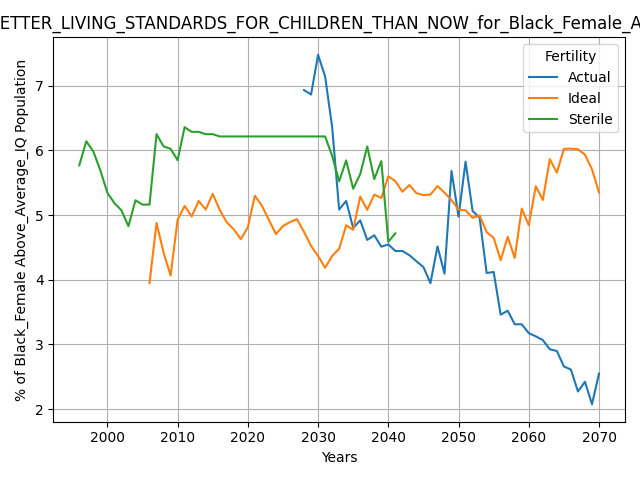 ETTER_LIVING_STANDARDS_FOR_CHILDREN_THAN_NOW_for_Black_Female_A
Fertility
Actual
Ideal
Sterile
% of Black_Female Above_Average_IQ Population
7
6
5
4
3
2
2000 2010 2020 2030 2040 2050 2060 2070
Years